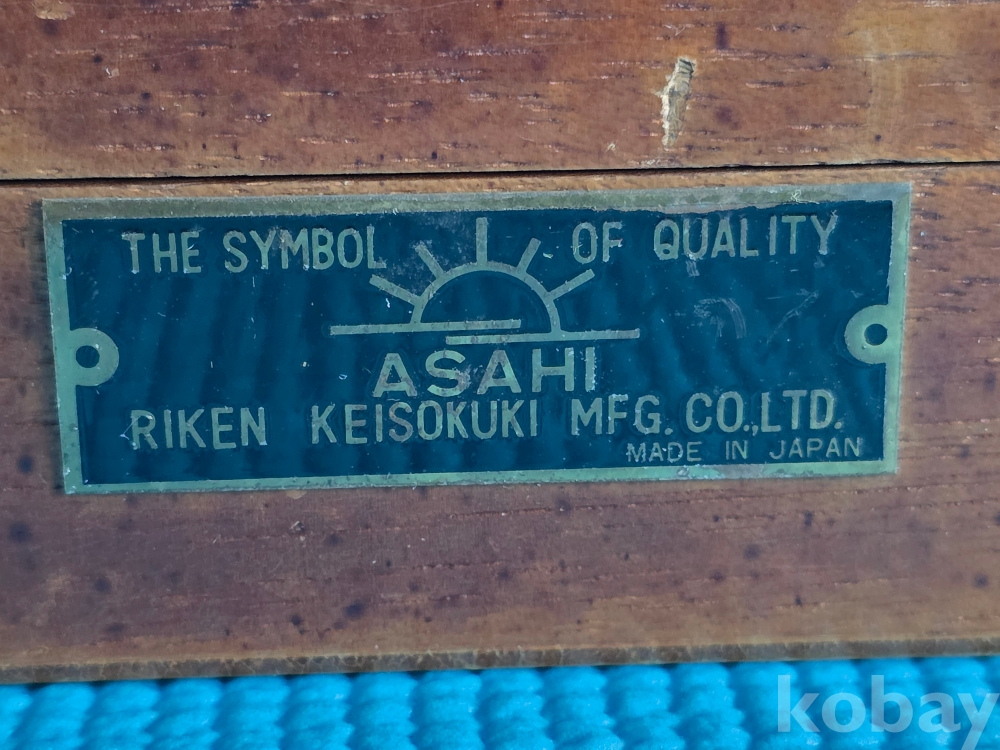 THE SYMBOL OF QUALITY
ASAHI
RIKEN KEISOKUKI MFG. CO.,LTD.
MADE IN JAPAN
kobay